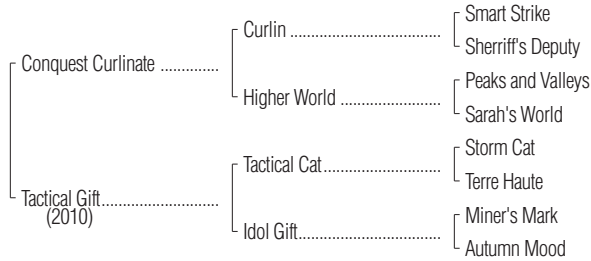 Smart Strike
Curlin ........................................
Sherriff's Deputy
Conquest Curlinate ...............
Peaks and Valleys
Higher World ..........................
Sarah's World
Storm Cat
Tactical Cat..............................
Terre Haute
Tactical Gift..............................
(2010)
Miner's Mark
Idol Gift.....................................
Autumn Mood